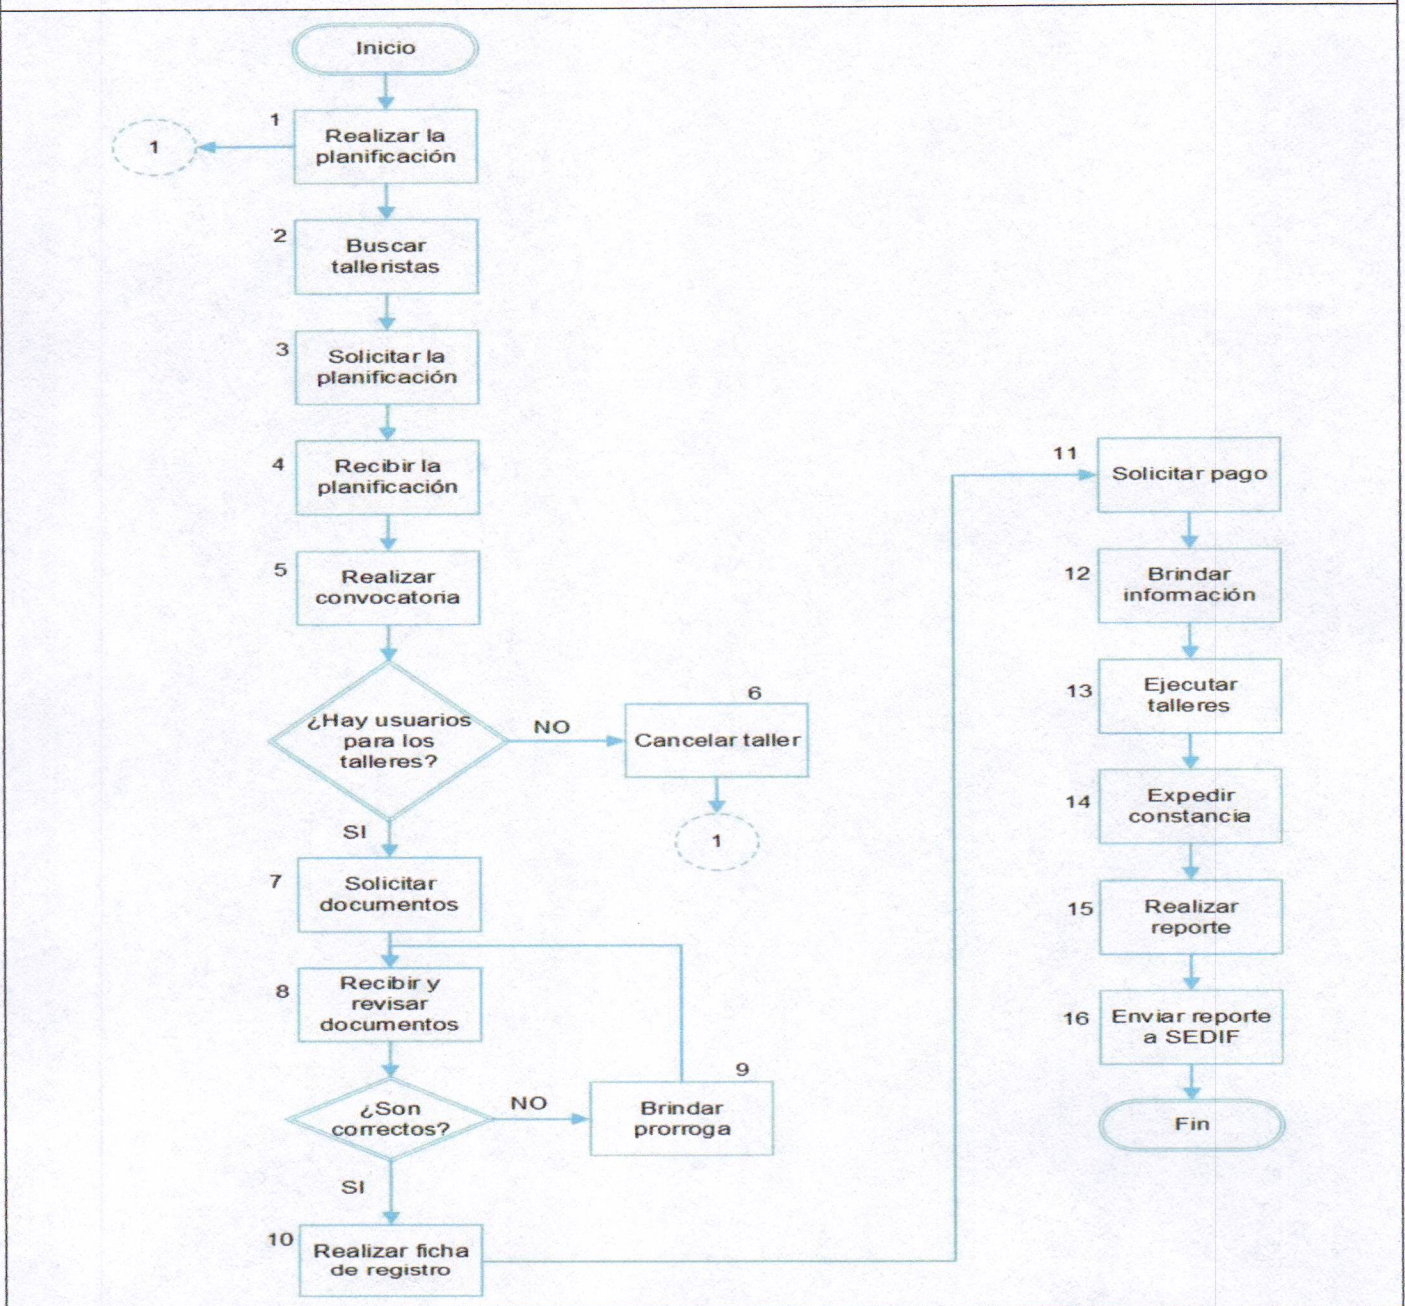 Inicio
1
1
Realizar la
planificación
2
Buscar
talleristas
3
Solicitar la
planificación
4
Recibir la
planificación
5
Realizar
convocatoria
¿Hay usuarios
para los
talleres?
NO
6
Cancelar taller
1
SI
7
Solicitar
documentos
8
Recibir y
revisar
documentos
¿Son
correctos?
NO
9
Brindar
prorroga
SI
10
Realizar ficha
de registro
11
Solicitar pago
12
Brindar
información
13
Ejecutar
talleres
14
Expedir
constancia
15
Realizar
reporte
16
Enviar reporte
a SEDIF
Fin